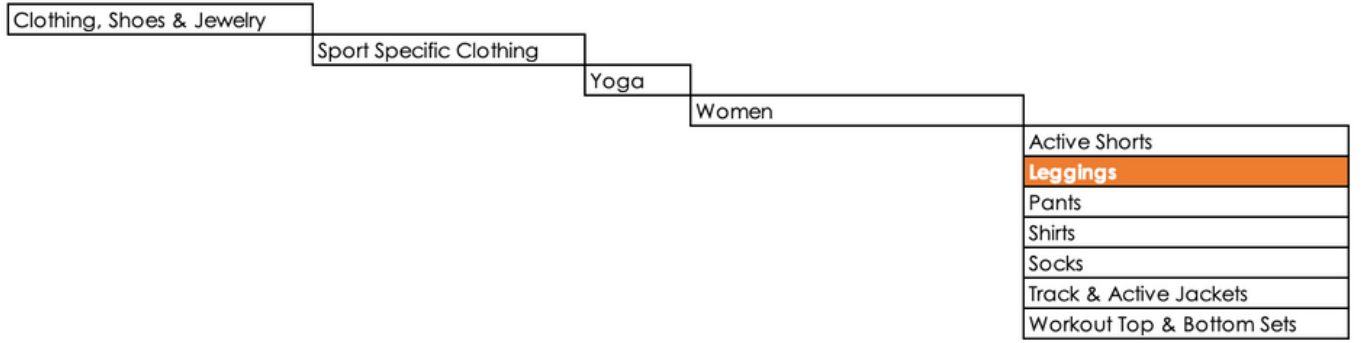 Clothing, Shoes & Jewelry
Sport Specific Clothing
Yoga
Women
Active Shorts
Leggings
Pants
Shirts
Socks
Track & Active Jackets
Workout Top & Bottom Sets